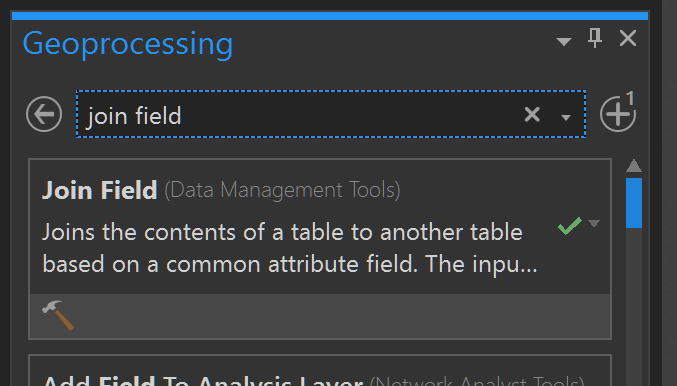 Geoprocessing
join field
1
Join Field (Data Management Tools)
Joins the contents of a table to another table
based on a common attribute field. The inpu...
Add Field To Analysis Layer (Network Analyst Tools)